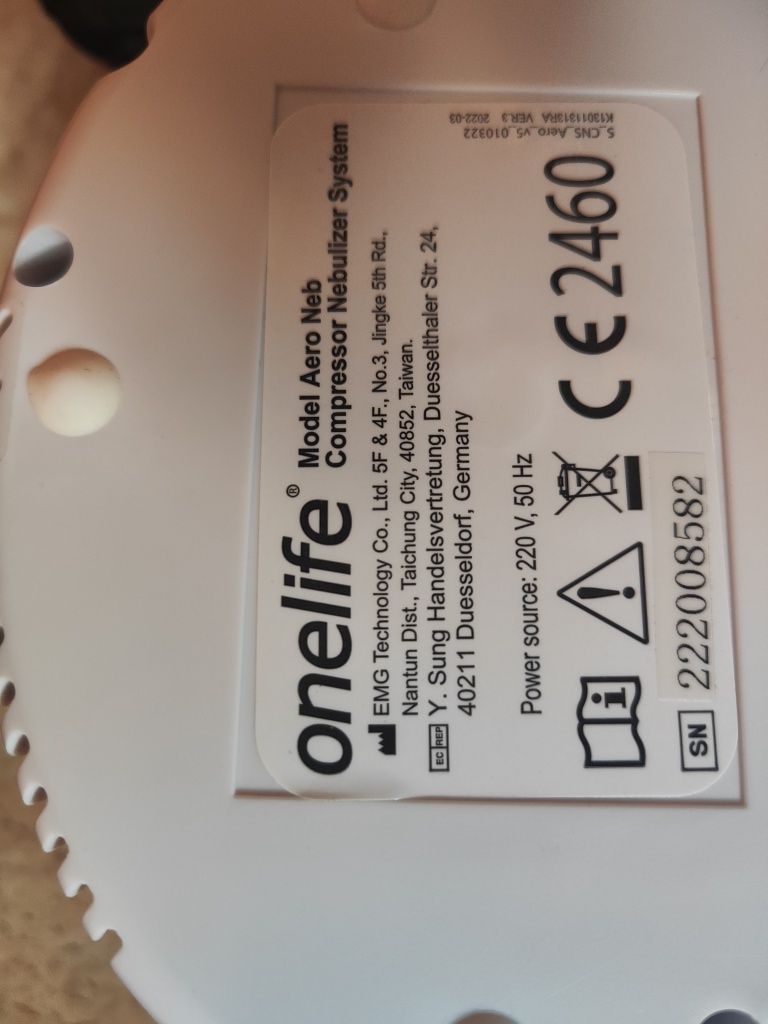 onelife®
Model Aero Neb
Compressor Nebulizer System
EMG Technology Co., Ltd. 5F & 4F., No.3, Jingke 5th Rd.,
Nantun Dist., Taichung City, 40852, Taiwan.
EC REP Y. Sung Handelsvertretung, Duesselthaler Str. 24,
40211 Duesseldorf, Germany
Power source: 220 V, 50 Hz
CE 2460
SN 222008582
S_CNS_Aero_v5_010322
K13011313RA VER.3 2022-03